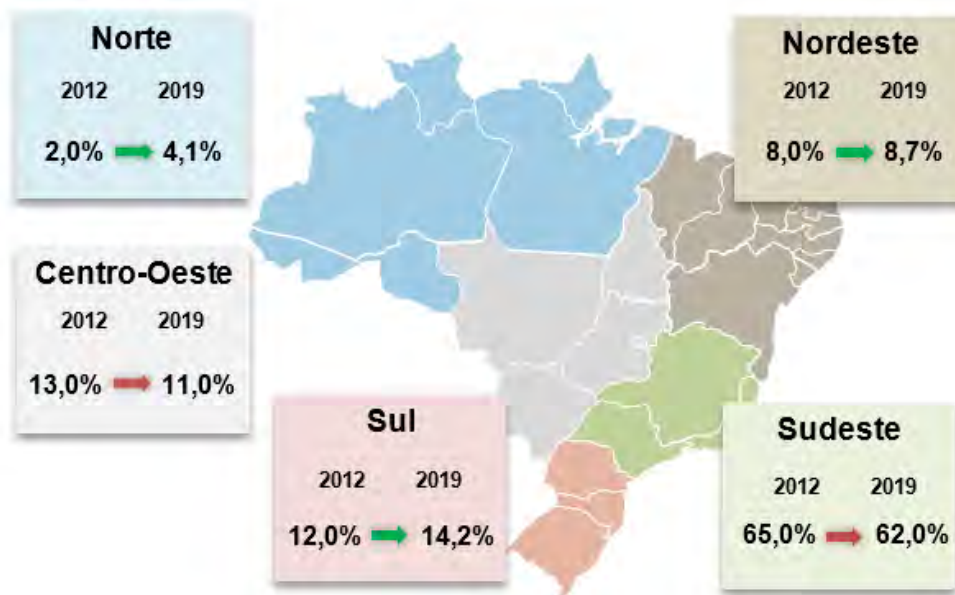 Norte
2012 2019
2,0% 4,1%
Nordeste
2012 2019
8,0% 8,7%
Centro-Oeste
2012 2019
13,0% 11,0%
Sul
2012 2019
12,0% 14,2%
Sudeste
2012 2019
65,0% 62,0%